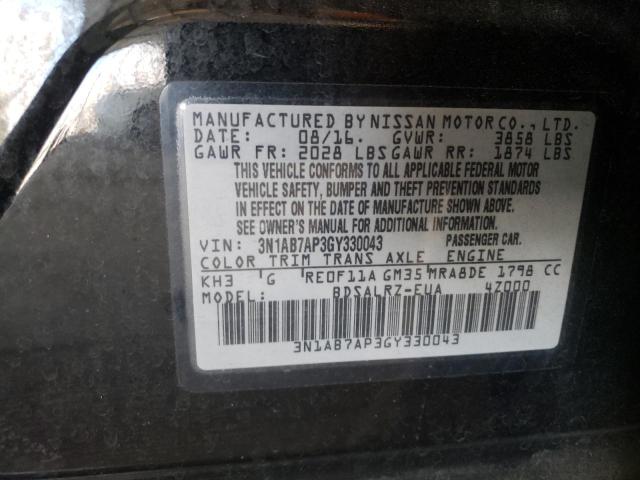 MANUFACTURED BY NISSAN MOTOR CO., LTD.
DATE: 08/16. GVWR: 3858 LBS
GAWR FR: 2028 LBS GAWR RR: 1874 LBS
THIS VEHICLE CONFORMS TO ALL APPLICABLE FEDERAL MOTOR
VEHICLE SAFETY, BUMPER AND THEFT PREVENTION STANDARDS
IN EFFECT ON THE DATE OF MANUFACTURE SHOWN ABOVE.
SEE OWNER'S MANUAL FOR ADDITIONAL INFORMATION.
VIN: 3N1AB7AP3GY330043 PASSENGER CAR.
COLOR TRIM TRANS AXLE ENGINE
KH3 G RE0F11A GM35 MRA8DE 1798 CC
MODEL: BDSALRZ-EUA 4Z000
3N1AB7AP3GY330043